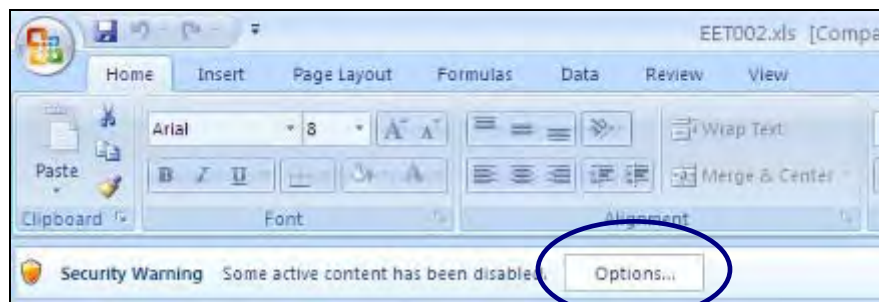 EET002.xls [Compa
Home Insert Page Layout Formulas Data Review View
Arial 8 A A Wrap Text
Paste B I U A Merge & Center
Clipboard Font Alignment
Security Warning Some active content has been disabled. Options...